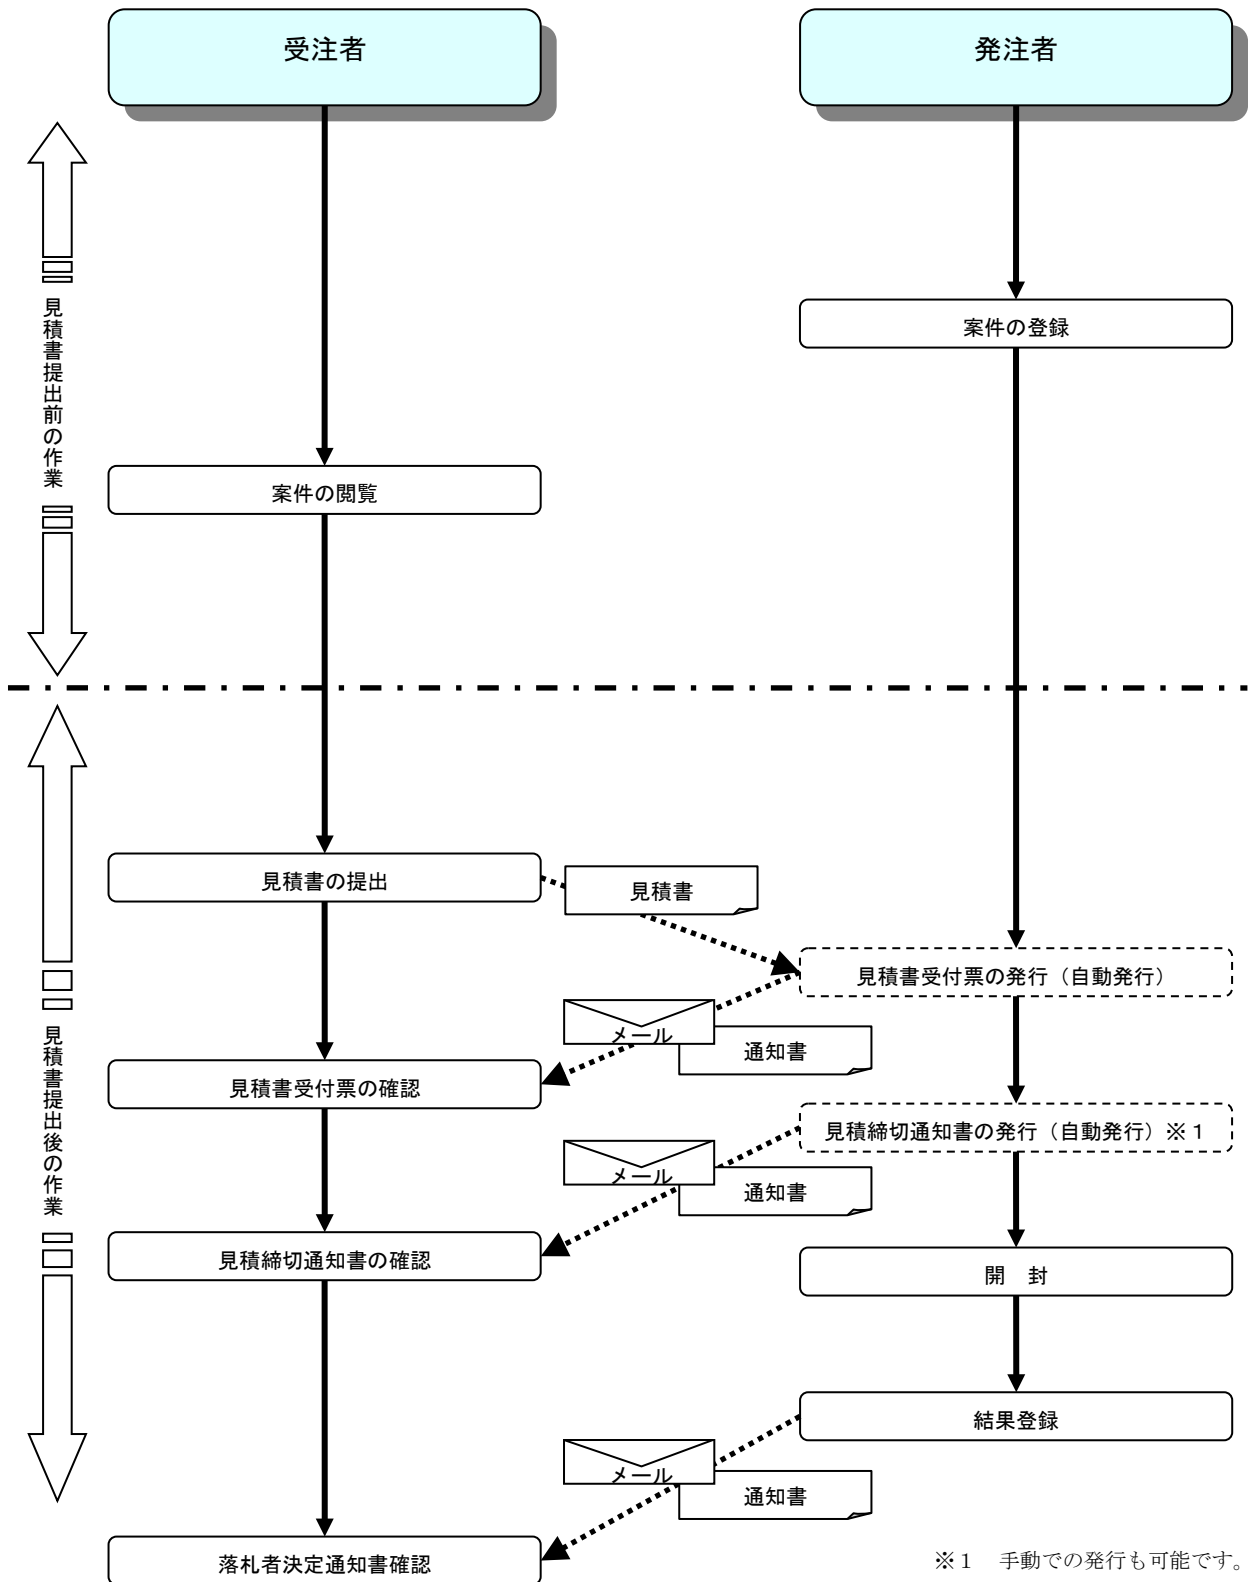 受注者
発注者
案件の登録
見積書提出前の作業
案件の閲覧
見積書の提出
見積書
見積書受付票の発行（自動発行）
メール
通知書
見積書受付票の確認
見積締切通知書の発行（自動発行）※１
メール
通知書
見積締切通知書の確認
見積書提出後の作業
開　封
結果登録
メール
通知書
落札者決定通知書確認
※１　手動での発行も可能です。